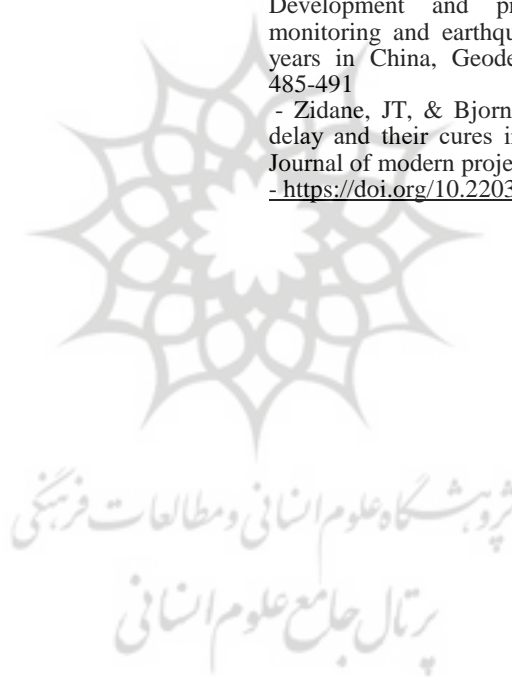 Development and pr
monitoring and earthqu
years in China, Geode
485-491
- Zidane, JT, & Bjorn
delay and their cures i
Journal of modern proje
- https://doi.org/10.2203
پژوهشگاه علوم انسانی و مطالعات فرهنگی
پرتال جامع علوم انسانی